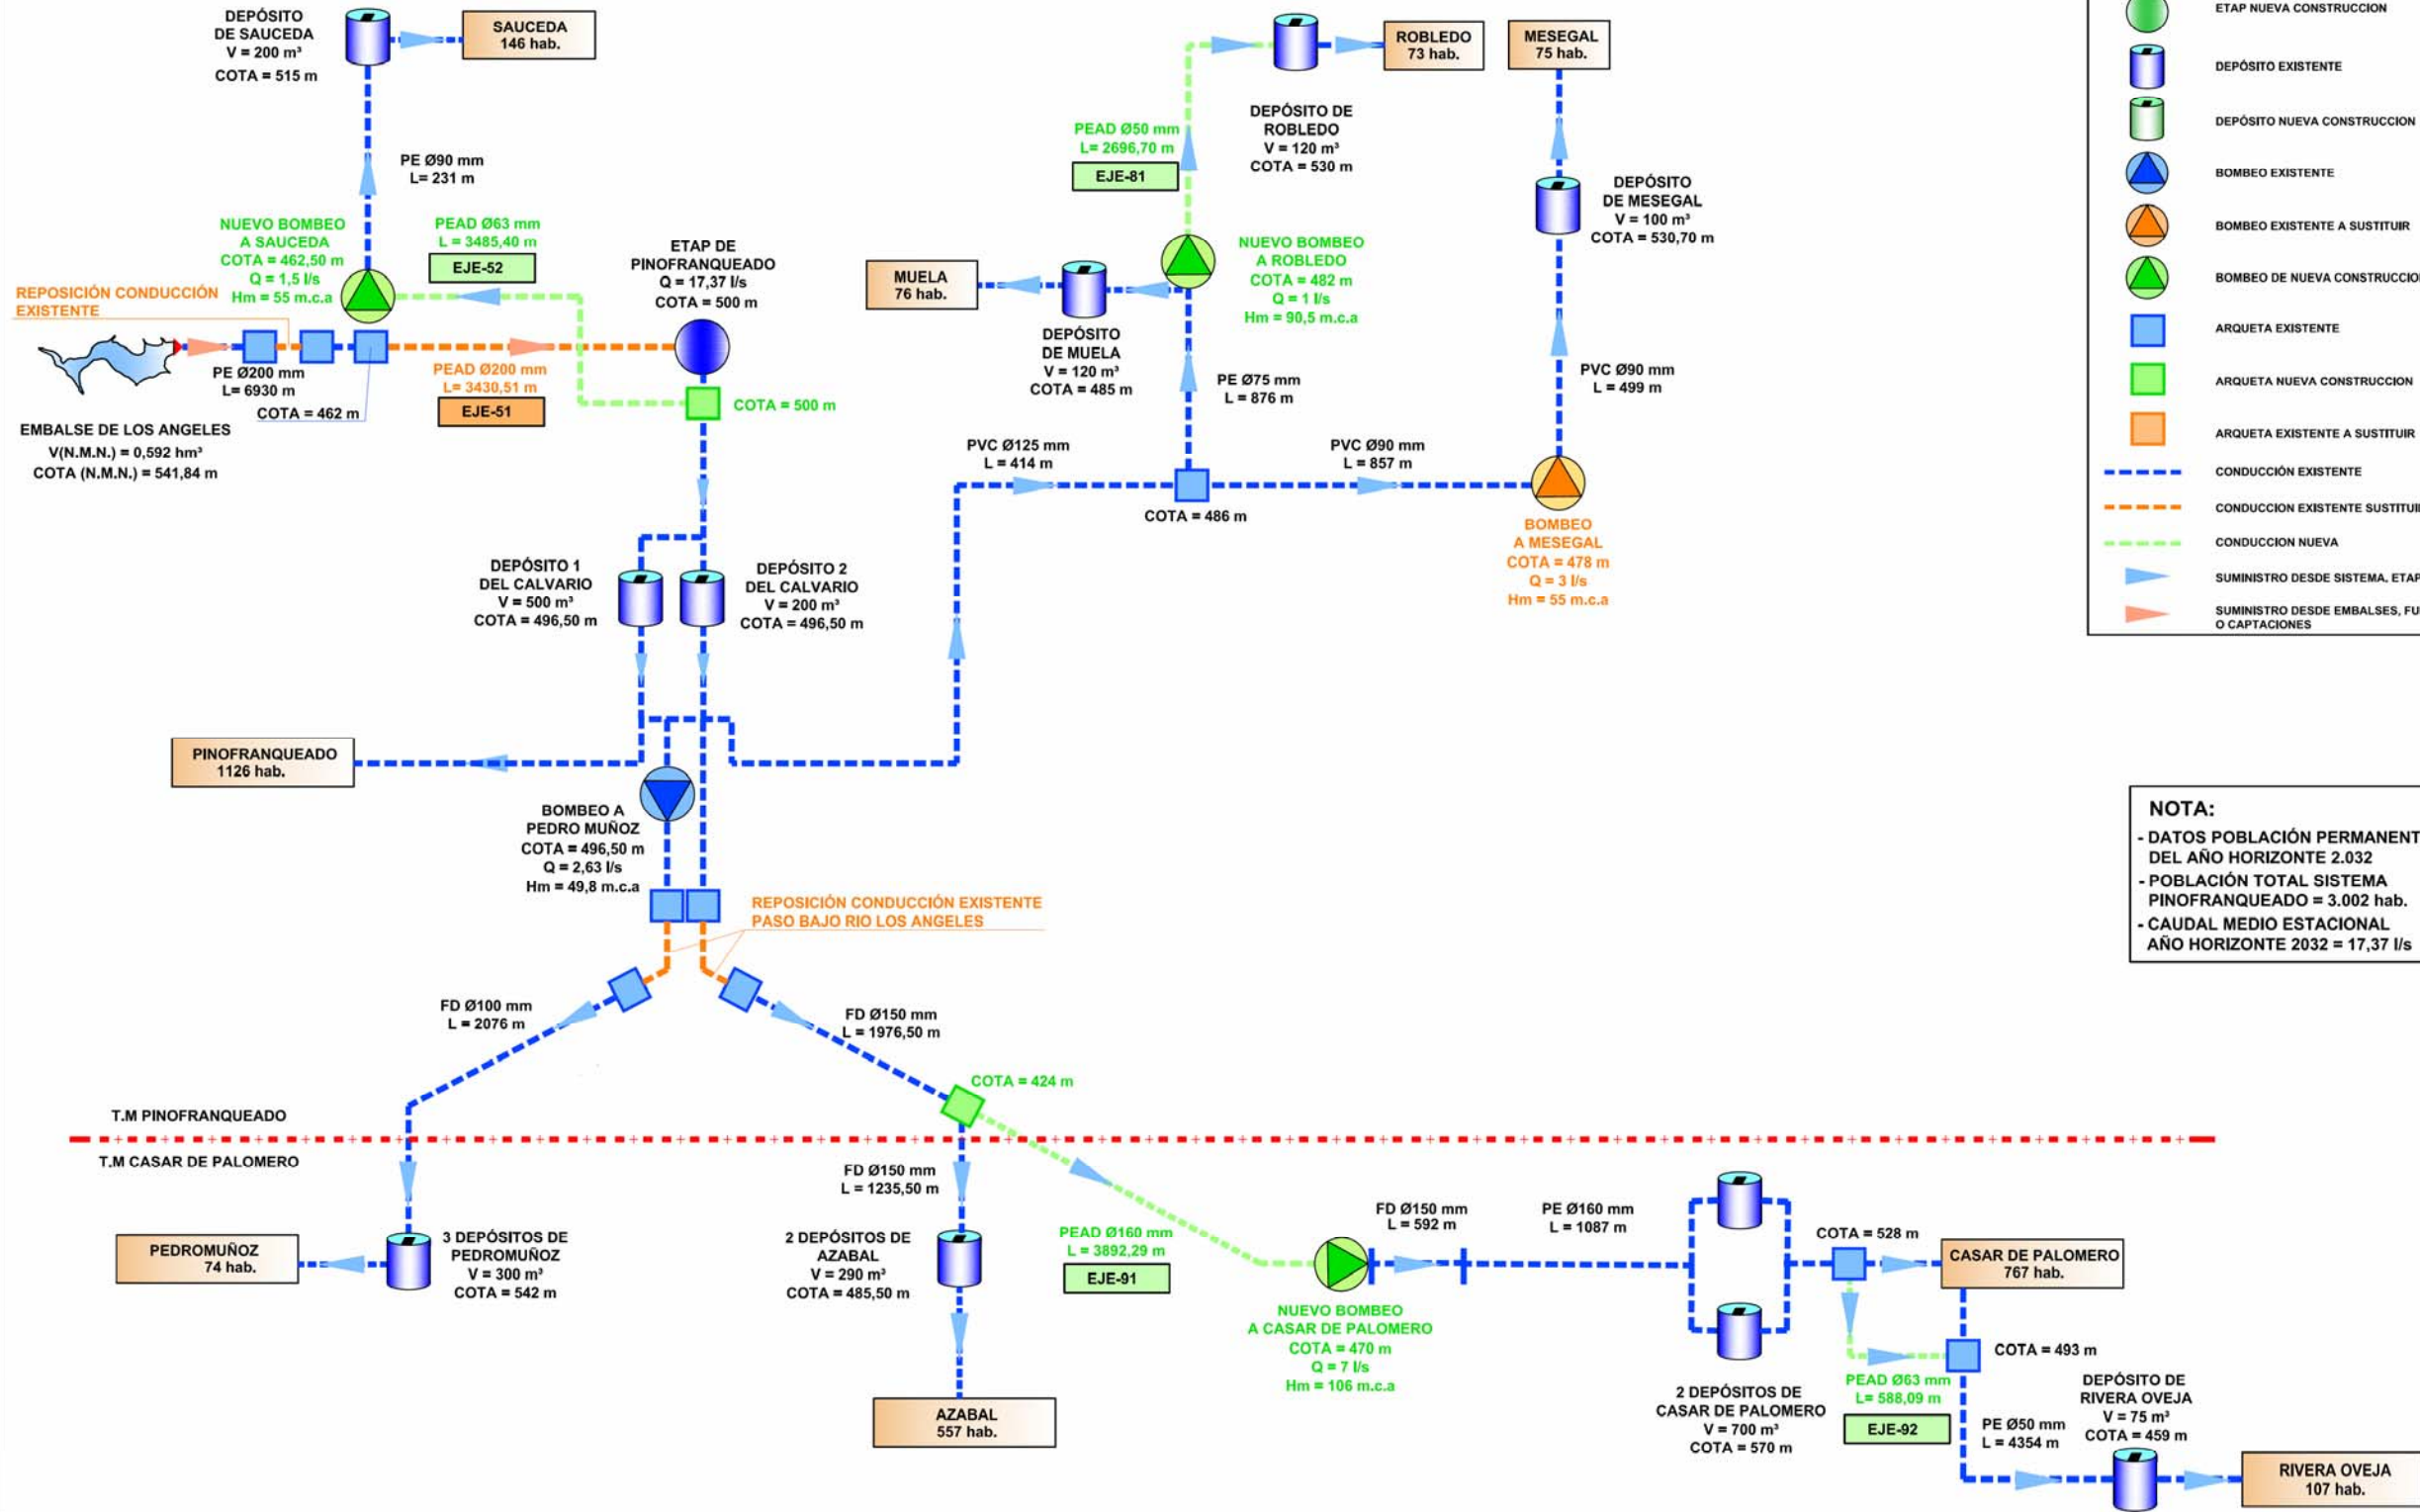 DEPÓSITO
DE SAUCEDA
V = 200 m³
COTA = 515 m
SAUCEDA
146 hab.
PE Ø90 mm
L= 231 m
NUEVO BOMBEO
A SAUCEDA
COTA = 462,50 m
Q = 1,5 l/s
Hm = 55 m.c.a
PEAD Ø63 mm
L = 3485,40 m
EJE-52
REPOSICIÓN CONDUCCIÓN
EXISTENTE
PE Ø200 mm
L= 6930 m
COTA = 462 m
PEAD Ø200 mm
L= 3430,51 m
EJE-51
EMBALSE DE LOS ANGELES
V(N.M.N.) = 0,592 hm³
COTA (N.M.N.) = 541,84 m
ETAP DE
PINOFRANQUEADO
Q = 17,37 l/s
COTA = 500 m
COTA = 500 m
DEPÓSITO 1
DEL CALVARIO
V = 500 m³
COTA = 496,50 m
DEPÓSITO 2
DEL CALVARIO
V = 200 m³
COTA = 496,50 m
PEAD Ø50 mm
L= 2696,70 m
EJE-81
DEPÓSITO DE
ROBLEDO
V = 120 m³
COTA = 530 m
ROBLEDO
73 hab.
MESEGAL
75 hab.
DEPÓSITO
DE MESEGAL
V = 100 m³
COTA = 530,70 m
MUELA
76 hab.
DEPÓSITO
DE MUELA
V = 120 m³
COTA = 485 m
NUEVO BOMBEO
A ROBLEDO
COTA = 482 m
Q = 1 l/s
Hm = 90,5 m.c.a
PE Ø75 mm
L = 876 m
PVC Ø90 mm
L = 499 m
PVC Ø125 mm
L = 414 m
PVC Ø90 mm
L = 857 m
COTA = 486 m
BOMBEO
A MESEGAL
COTA = 478 m
Q = 3 l/s
Hm = 55 m.c.a
ETAP NUEVA CONSTRUCCION
DEPÓSITO EXISTENTE
DEPÓSITO NUEVA CONSTRUCCION
BOMBEO EXISTENTE
BOMBEO EXISTENTE A SUSTITUIR
BOMBEO DE NUEVA CONSTRUCCIO
ARQUETA EXISTENTE
ARQUETA NUEVA CONSTRUCCION
ARQUETA EXISTENTE A SUSTITUIR
CONDUCCIÓN EXISTENTE
CONDUCCION EXISTENTE SUSTITUI
CONDUCCION NUEVA
SUMINISTRO DESDE SISTEMA, ETAP
SUMINISTRO DESDE EMBALSES, FU
O CAPTACIONES
PINOFRANQUEADO
1126 hab.
BOMBEO A
PEDRO MUÑOZ
COTA = 496,50 m
Q = 2,63 l/s
Hm = 49,8 m.c.a
REPOSICIÓN CONDUCCIÓN EXISTENTE
PASO BAJO RIO LOS ANGELES
NOTA:
- DATOS POBLACIÓN PERMANENT
DEL AÑO HORIZONTE 2.032
- POBLACIÓN TOTAL SISTEMA
PINOFRANQUEADO = 3.002 hab.
- CAUDAL MEDIO ESTACIONAL
AÑO HORIZONTE 2032 = 17,37 l/s
FD Ø100 mm
L = 2076 m
FD Ø150 mm
L = 1976,50 m
COTA = 424 m
T.M PINOFRANQUEADO
T.M CASAR DE PALOMERO
FD Ø150 mm
L = 1235,50 m
PEDROMUÑOZ
74 hab.
3 DEPÓSITOS DE
PEDROMUÑOZ
V = 300 m³
COTA = 542 m
2 DEPÓSITOS DE
AZABAL
V = 290 m³
COTA = 485,50 m
AZABAL
557 hab.
PEAD Ø160 mm
L = 3892,29 m
EJE-91
FD Ø150 mm
L = 592 m
PE Ø160 mm
L = 1087 m
NUEVO BOMBEO
A CASAR DE PALOMERO
COTA = 470 m
Q = 7 l/s
Hm = 106 m.c.a
COTA = 528 m
CASAR DE PALOMERO
767 hab.
COTA = 493 m
2 DEPÓSITOS DE
CASAR DE PALOMERO
V = 700 m³
COTA = 570 m
PEAD Ø63 mm
L= 588,09 m
EJE-92
DEPÓSITO DE
RIVERA OVEJA
V = 75 m³
COTA = 459 m
PE Ø50 mm
L = 4354 m
RIVERA OVEJA
107 hab.